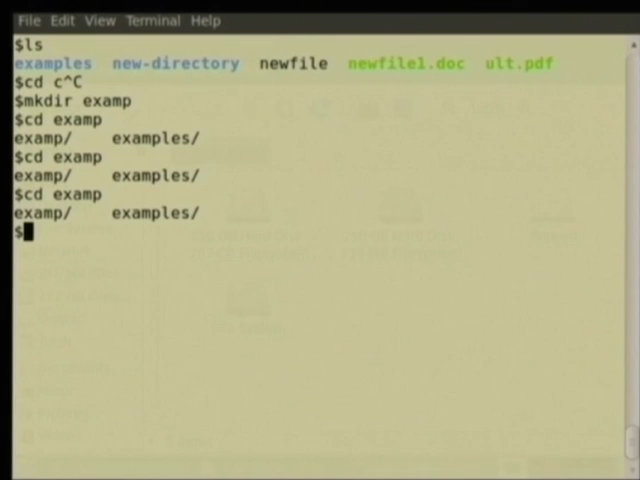 File Edit View Terminal Help
$ls
examples new-directory newfile newfile1.doc ult.pdf
$cd c^C
$mkdir examp
$cd examp
examp/ examples/
$cd examp
examp/ examples/
$cd examp
examp/ examples/
$